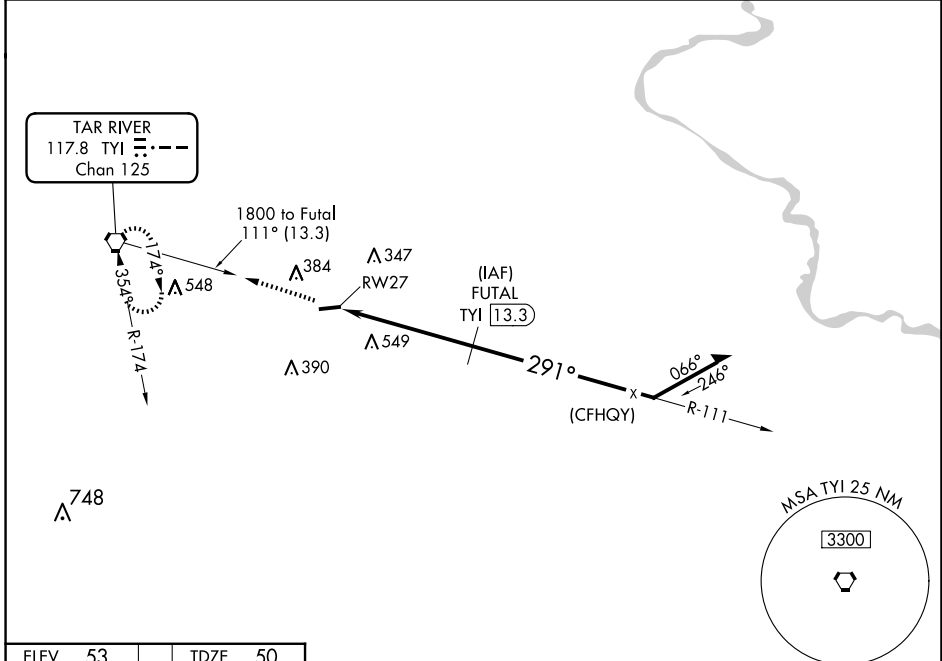 TAR RIVER
117.8 TYI
Chan 125
1800 to Futal
111° (13.3)
174°
354°
R-174
548
384
347
RW27
549
390
(IAF)
FUTAL
TYI 13.3
291°
066°
246°
(CFHQY)
R-111
748
MSA TYI 25 NM
3300
ELEV 53 TDZE 50